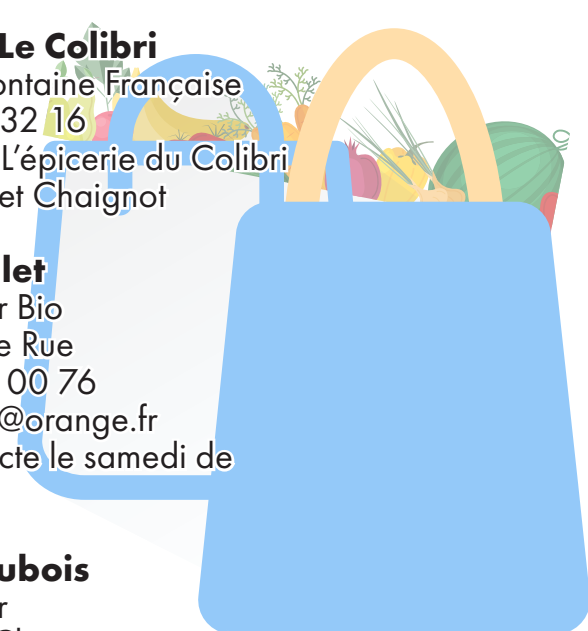 Le Colibri
ontaine Française
32 16
L'épicerie du Colibri
et Chaignot
let
r Bio
e Rue
00 76
@orange.fr
cte le samedi de
ubois
r